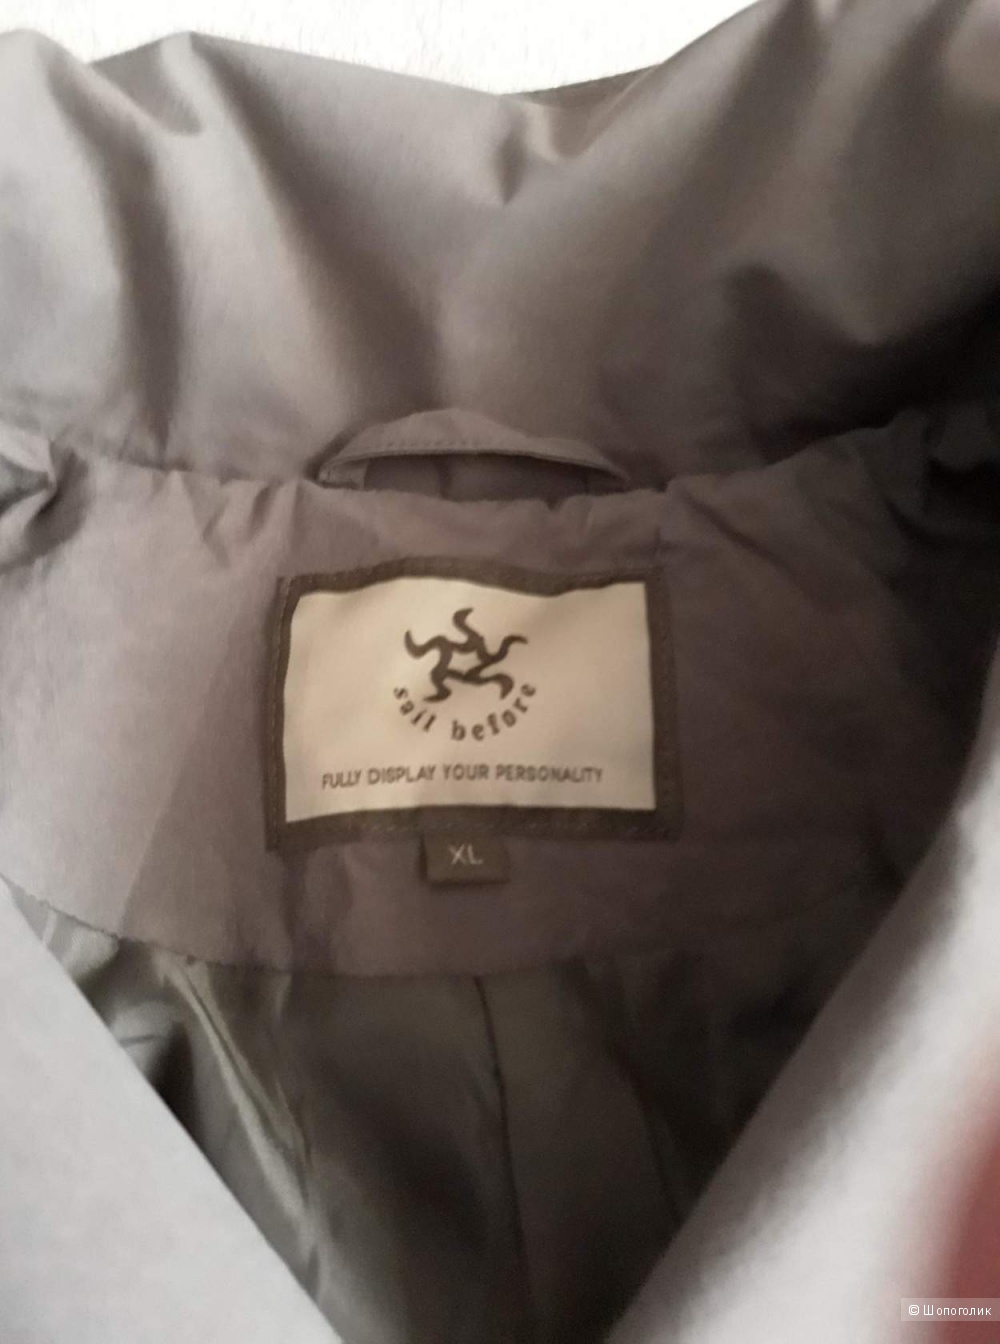 sail before
FULLY DISPLAY YOUR PERSONALITY
XL
© Шопоголик